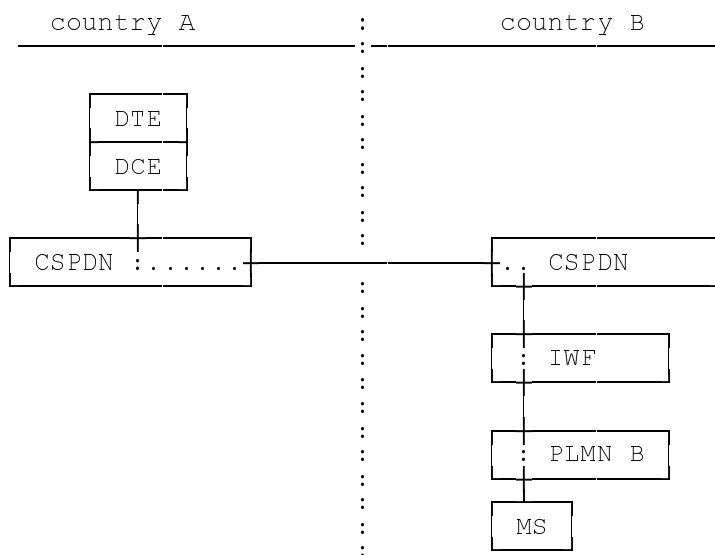 country A country B
DTE
DCE
CSPDN CSPDN
IWF
PLMN B
MS